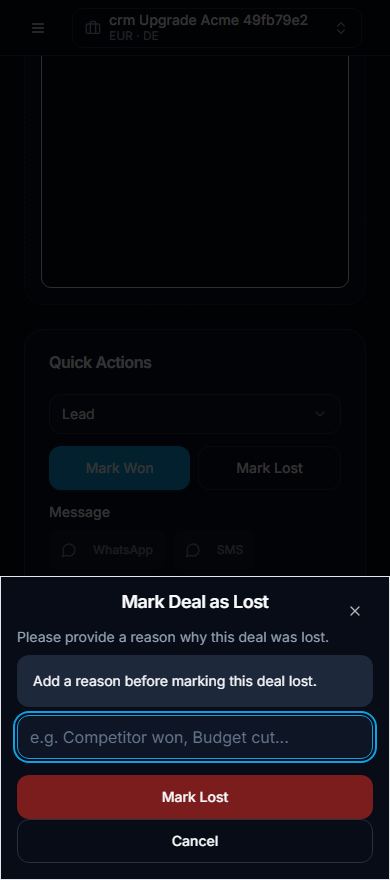 crm Upgrade Acme 49fb79e2
EUR · DE
Quick Actions
Lead
Mark Won
Mark Lost
Message
WhatsApp
SMS
Mark Deal as Lost
Please provide a reason why this deal was lost.
Add a reason before marking this deal lost.
e.g. Competitor won, Budget cut...
Mark Lost
Cancel